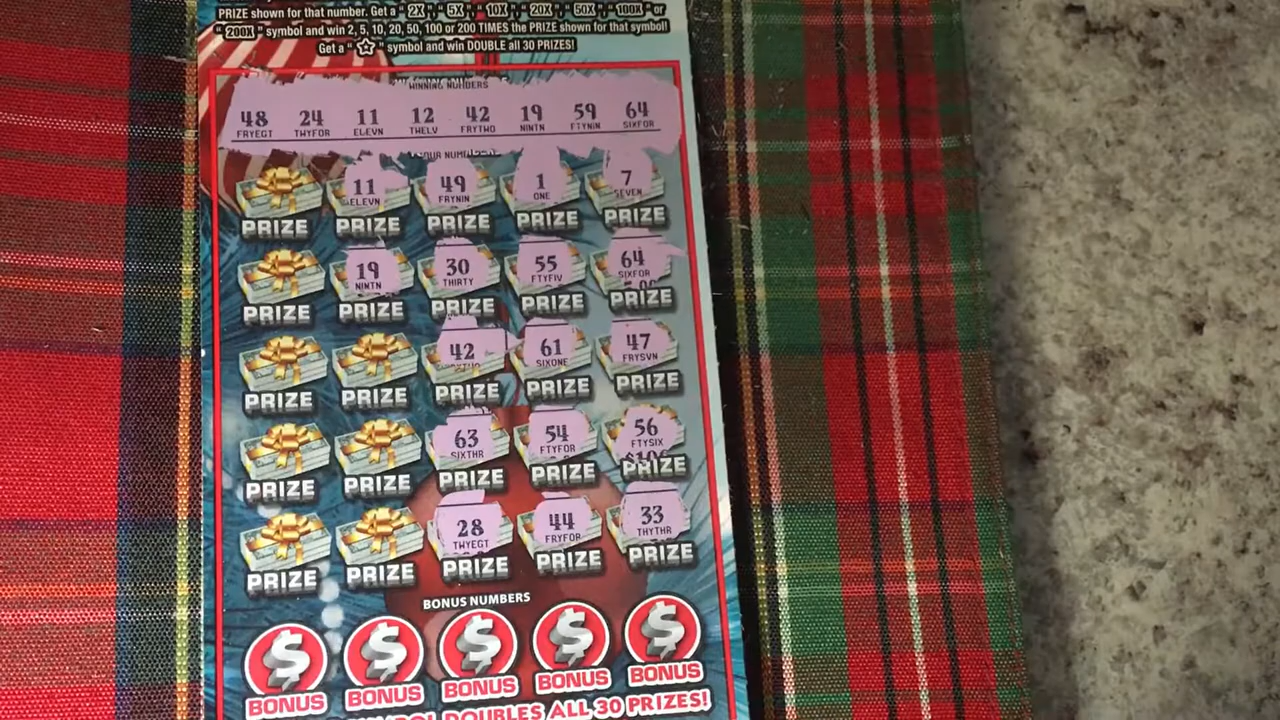 PRIZE shown for that number. Get a "2X", "5X", "10X", "20X", "50X", "100X" or
"200X" symbol and win 2, 5, 10, 20, 50, 100 or 200 TIMES the PRIZE shown for that symbol!
Get a "☆" symbol and win DOUBLE all 30 PRIZES!
WINNING NUMBERS
48 24 11 12 42 19 59 64
FRYEGT TWYFOR ELEVN THELV FRYTWO NINTN FTYNIN SIXFOR
YOUR NUMBERS
11 49 1 7
ELEVN FRYNIN ONE SEVEN
PRIZE PRIZE PRIZE PRIZE PRIZE
19 30 55 64
NINTN THIRTY FTYFIV SIXFOR
PRIZE PRIZE PRIZE PRIZE PRIZE
42 61 47
SIXONE FRYSVN
PRIZE PRIZE PRIZE PRIZE PRIZE
63 54 56
SIXTHR FTYFOR FTYSIX
PRIZE PRIZE PRIZE PRIZE PRIZE
28 44 33
TWYEGT FRYFOR THYTHR
PRIZE PRIZE PRIZE PRIZE PRIZE
BONUS NUMBERS
$ $ $ $ $
BONUS BONUS BONUS BONUS BONUS
DOUBLES ALL 30 PRIZES!